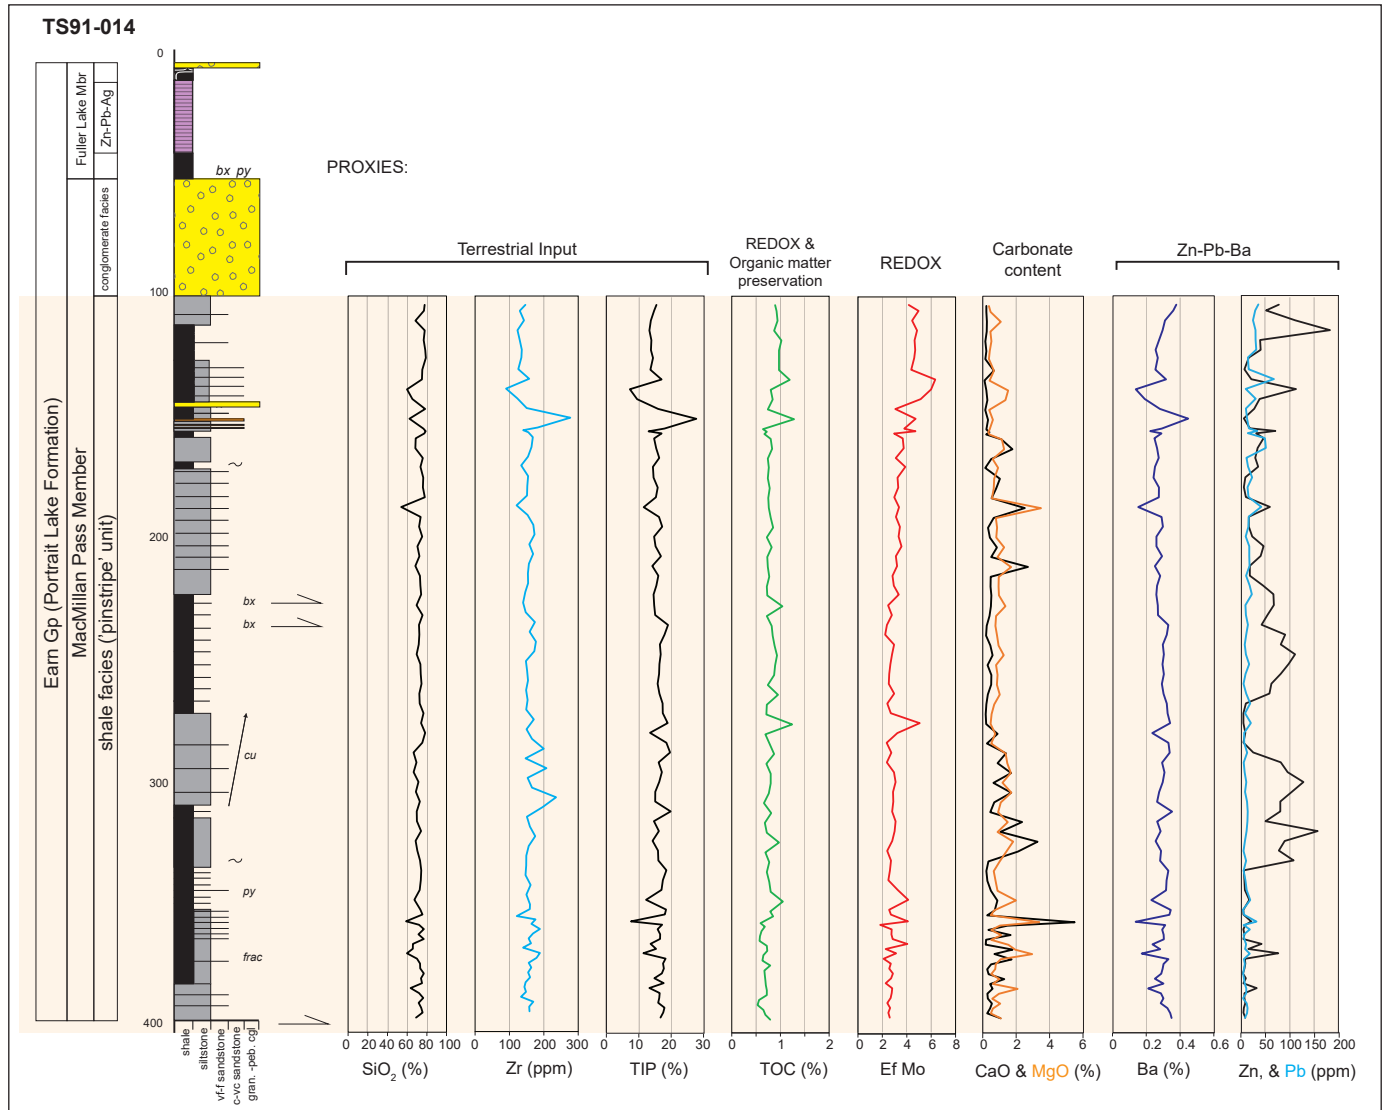 TS91-014
0
Fuller Lake Mbr
Zn-Pb-Ag
bx py
PROXIES:
conglomerate facies
Terrestrial Input
REDOX &
Organic matter
preservation
REDOX
Carbonate
content
Zn-Pb-Ba
100
Earn Gp (Portrait Lake Formation)
MacMillan Pass Member
shale facies ('pinstripe' unit)
~
200
bx
bx
cu
300
~
py
frac
400
shale
siltstone
vf-f sandstone
c-vc sandstone
gran. -peb. cgl
0 20 40 60 80 100
0 100 200 300
0 10 20 30
0 1 2
0 2 4 6 8
0 2 4 6
0 0.2 0.4 0.6
0 50 100 150 200
SiO₂ (%)
Zr (ppm)
TIP (%)
TOC (%)
Ef Mo
CaO & MgO (%)
Ba (%)
Zn, & Pb (ppm)